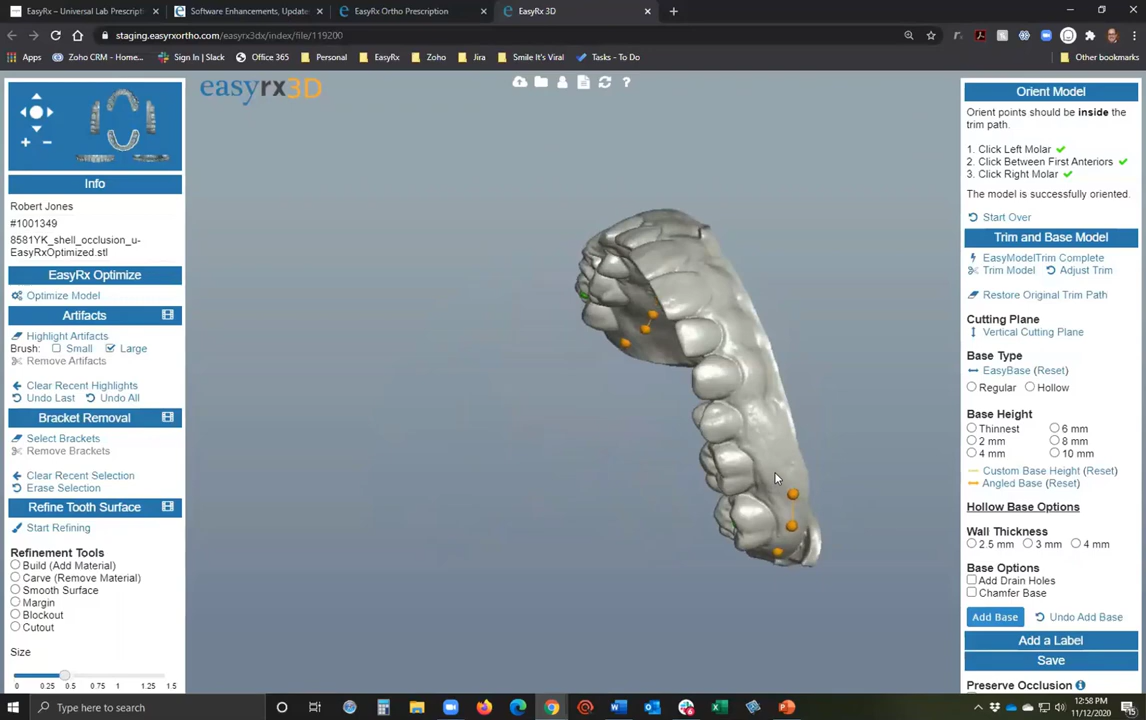 EasyRx – Universal Lab Prescripti
Software Enhancements, Update
EasyRx Ortho Prescription
EasyRx 3D
staging.easyrxortho.com/easyrx3dx/index/file/119200
Apps
Zoho CRM - Home...
Sign In | Slack
Office 365
Personal
EasyRx
Zoho
Jira
Smile It's Viral
Tasks - To Do
Other bookmarks
easyrx3D
Info
Robert Jones
#1001349
8581YK_shell_occlusion_u-
EasyRxOptimized.stl
EasyRx Optimize
Optimize Model
Artifacts
Highlight Artifacts
Brush: Small Large
Remove Artifacts
Clear Recent Highlights
Undo Last Undo All
Bracket Removal
Select Brackets
Remove Brackets
Clear Recent Selection
Erase Selection
Refine Tooth Surface
Start Refining
Refinement Tools
Build (Add Material)
Carve (Remove Material)
Smooth Surface
Margin
Blockout
Cutout
Size
0 0.25 0.5 0.75 1 1.25 1.5
Orient Model
Orient points should be inside the
trim path.
1. Click Left Molar
2. Click Between First Anteriors
3. Click Right Molar
The model is successfully oriented.
Start Over
Trim and Base Model
EasyModelTrim Complete
Trim Model Adjust Trim
Restore Original Trim Path
Cutting Plane
Vertical Cutting Plane
Base Type
EasyBase (Reset)
Regular Hollow
Base Height
Thinnest 6 mm
2 mm 8 mm
4 mm 10 mm
Custom Base Height (Reset)
Angled Base (Reset)
Hollow Base Options
Wall Thickness
2.5 mm 3 mm 4 mm
Base Options
Add Drain Holes
Chamfer Base
Add Base Undo Add Base
Add a Label
Save
Preserve Occlusion
Type here to search
12:58 PM
11/12/2020